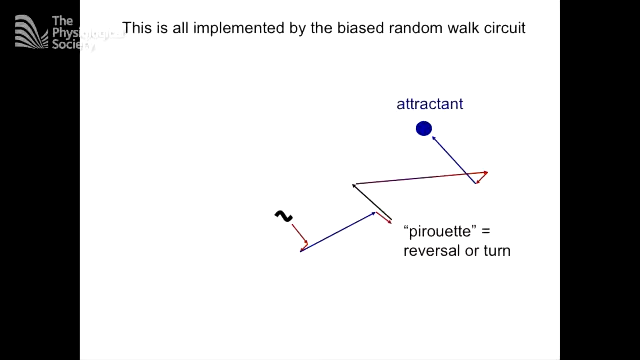 The
Physiological
Society
This is all implemented by the biased random walk circuit
attractant
“pirouette” =
reversal or turn